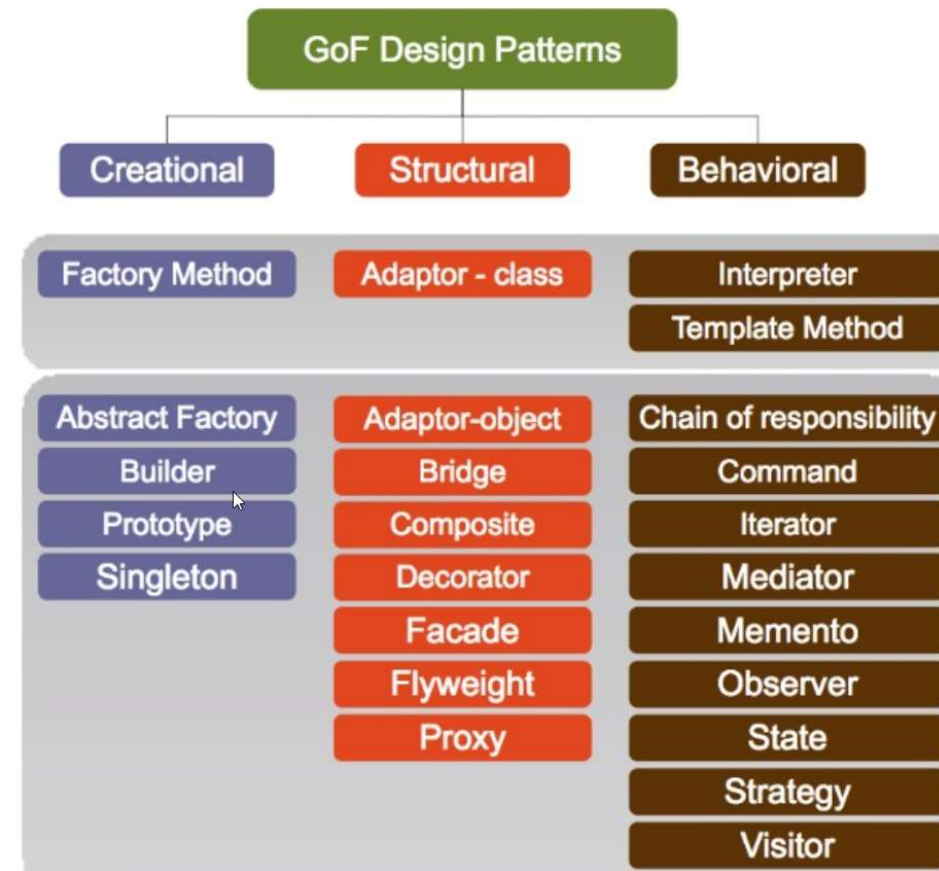 GoF Design Patterns
Creational
Structural
Behavioral
Factory Method
Adaptor - class
Interpreter
Template Method
Abstract Factory
Adaptor-object
Chain of responsibility
Builder
Bridge
Command
Prototype
Composite
Iterator
Singleton
Decorator
Mediator
Facade
Memento
Flyweight
Observer
Proxy
State
Strategy
Visitor